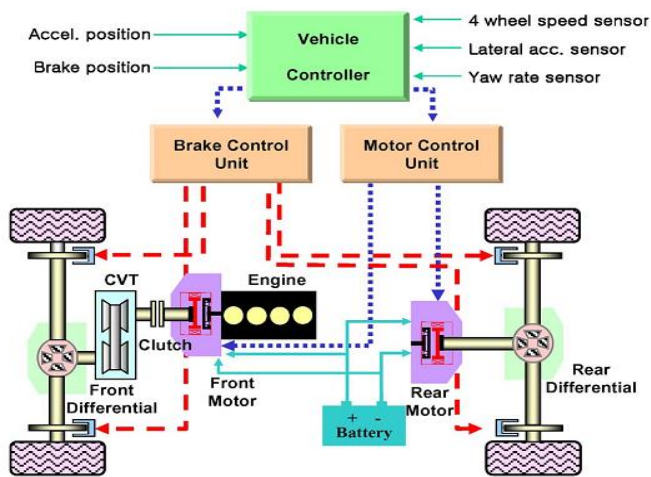 Accel. position
Brake position
Vehicle
Controller
4 wheel speed sensor
Lateral acc. sensor
Yaw rate sensor
Brake Control
Unit
Motor Control
Unit
CVT
Engine
Clutch
Front
Differential
Front
Motor
Rear
Motor
Rear
Differential
+ -
Battery